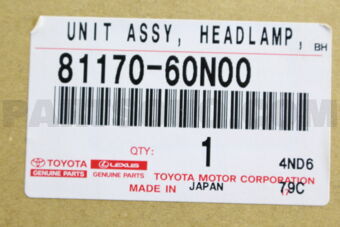 UNIT ASSY, HEADLAMP, BH
81170-60N00
QTY: 1 4ND6
TOYOTA LEXUS TOYOTA MOTOR CORPORATION
GENUINE PARTS GENUINE PARTS
MADE IN JAPAN 79C